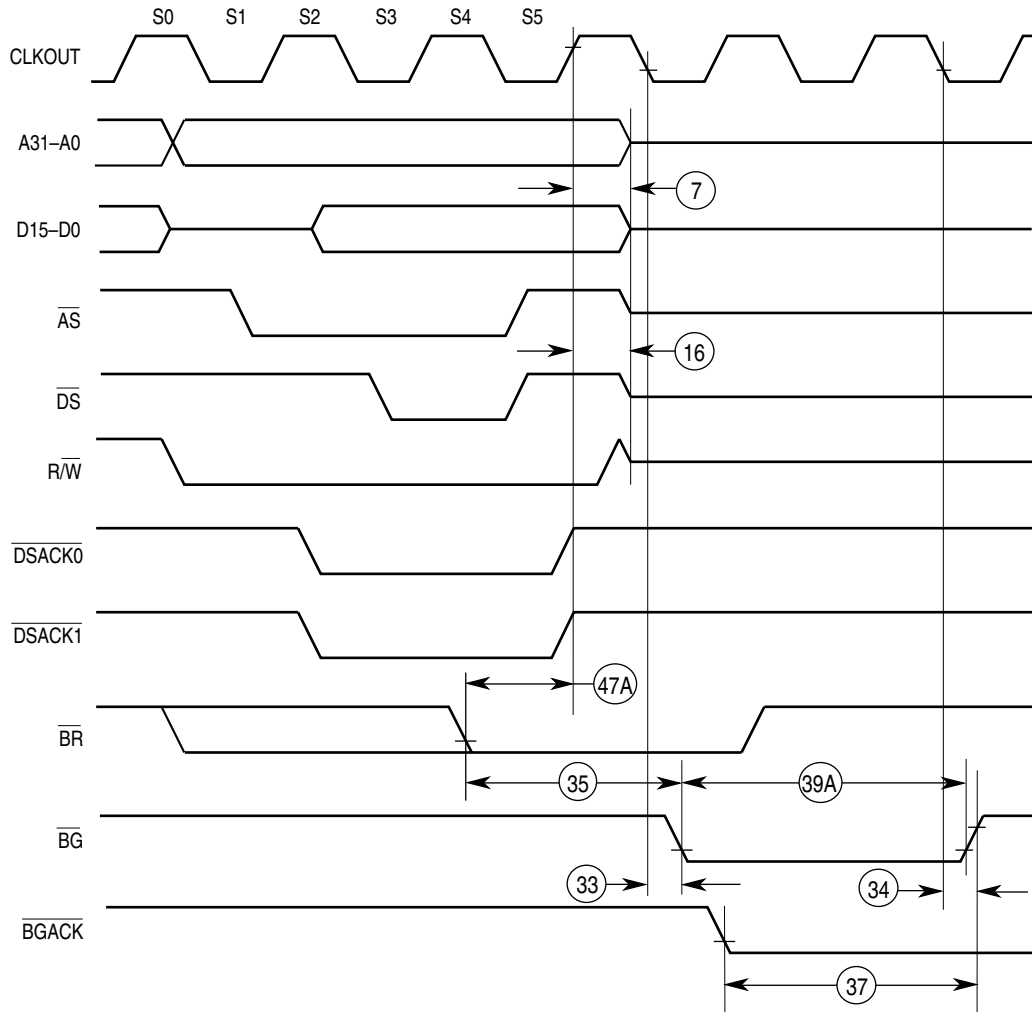 S0 S1 S2 S3 S4 S5
CLKOUT
A31–A0
7
D15–D0
AS
16
DS
R/W
DSACK0
DSACK1
47A
BR
35 39A
BG
33 34
BGACK
37